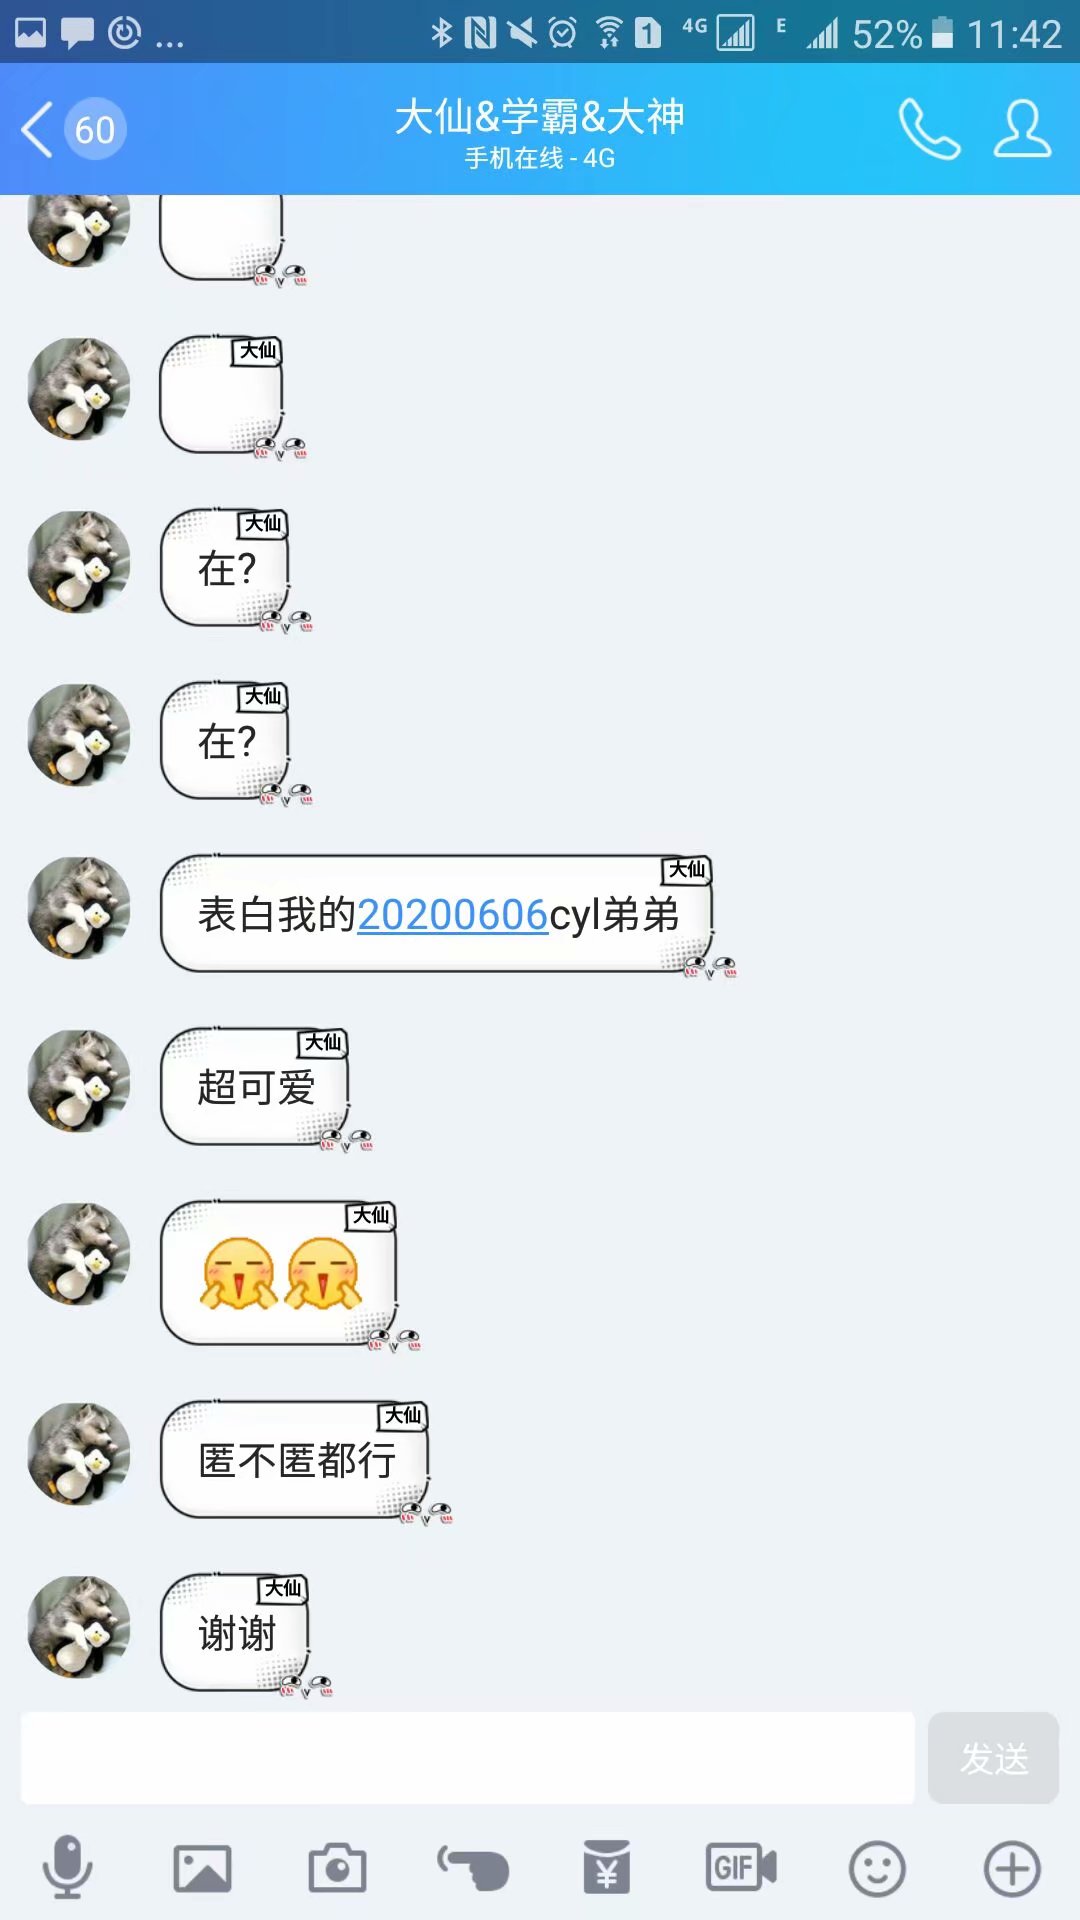 4G E 52% 11:42
60
大仙&学霸&大神
手机在线 - 4G
大仙
大仙
在?
大仙
在?
大仙
表白我的20200606cyl弟弟
大仙
超可爱
大仙
大仙
匿不匿都行
大仙
谢谢
发送
¥
GIF